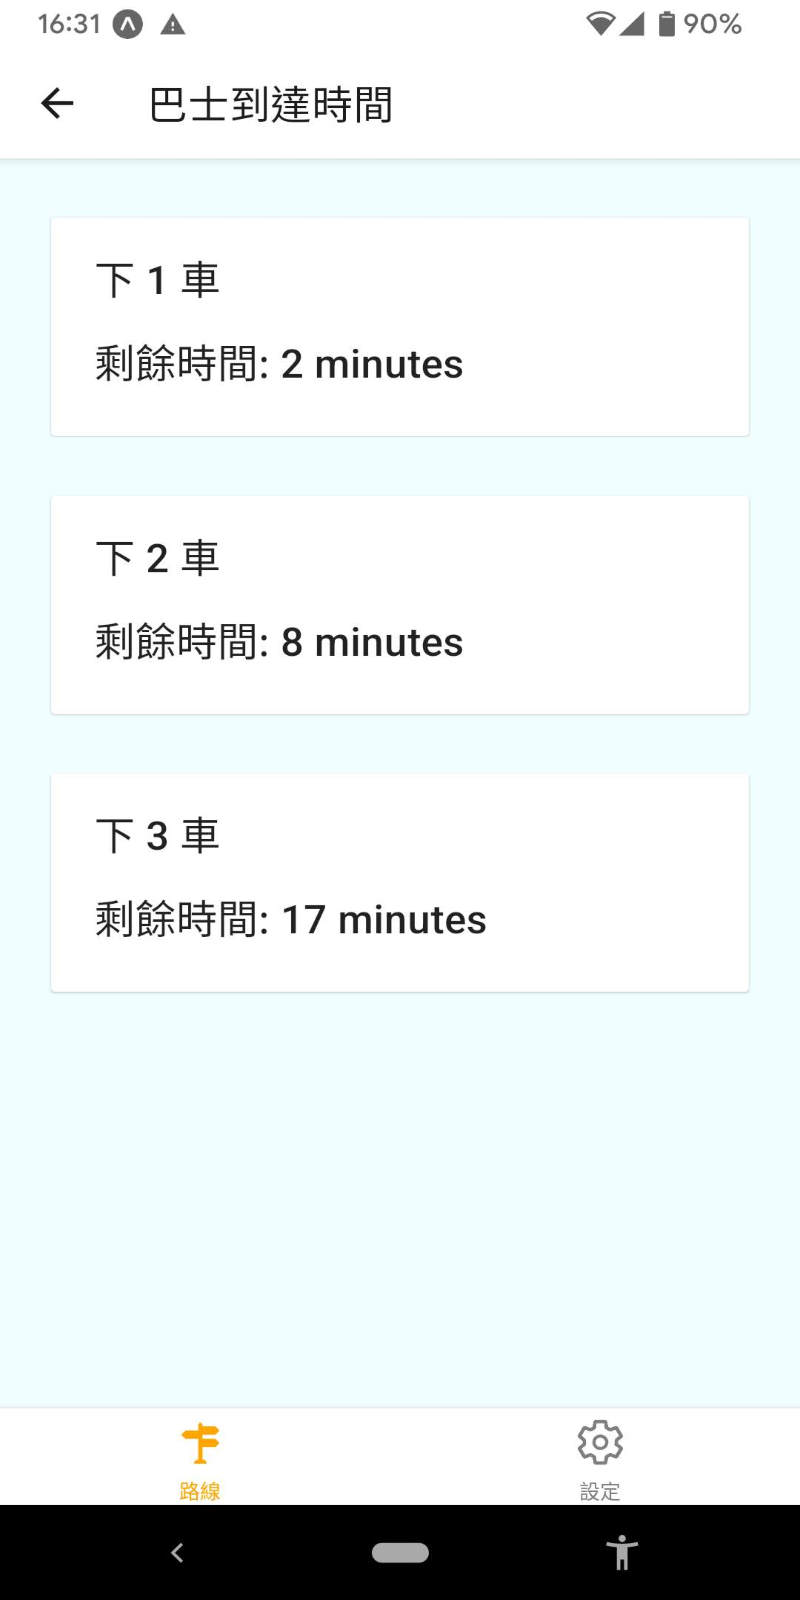 16:31
90%
巴士到達時間
下 1 車
剩餘時間: 2 minutes
下 2 車
剩餘時間: 8 minutes
下 3 車
剩餘時間: 17 minutes
路線
設定